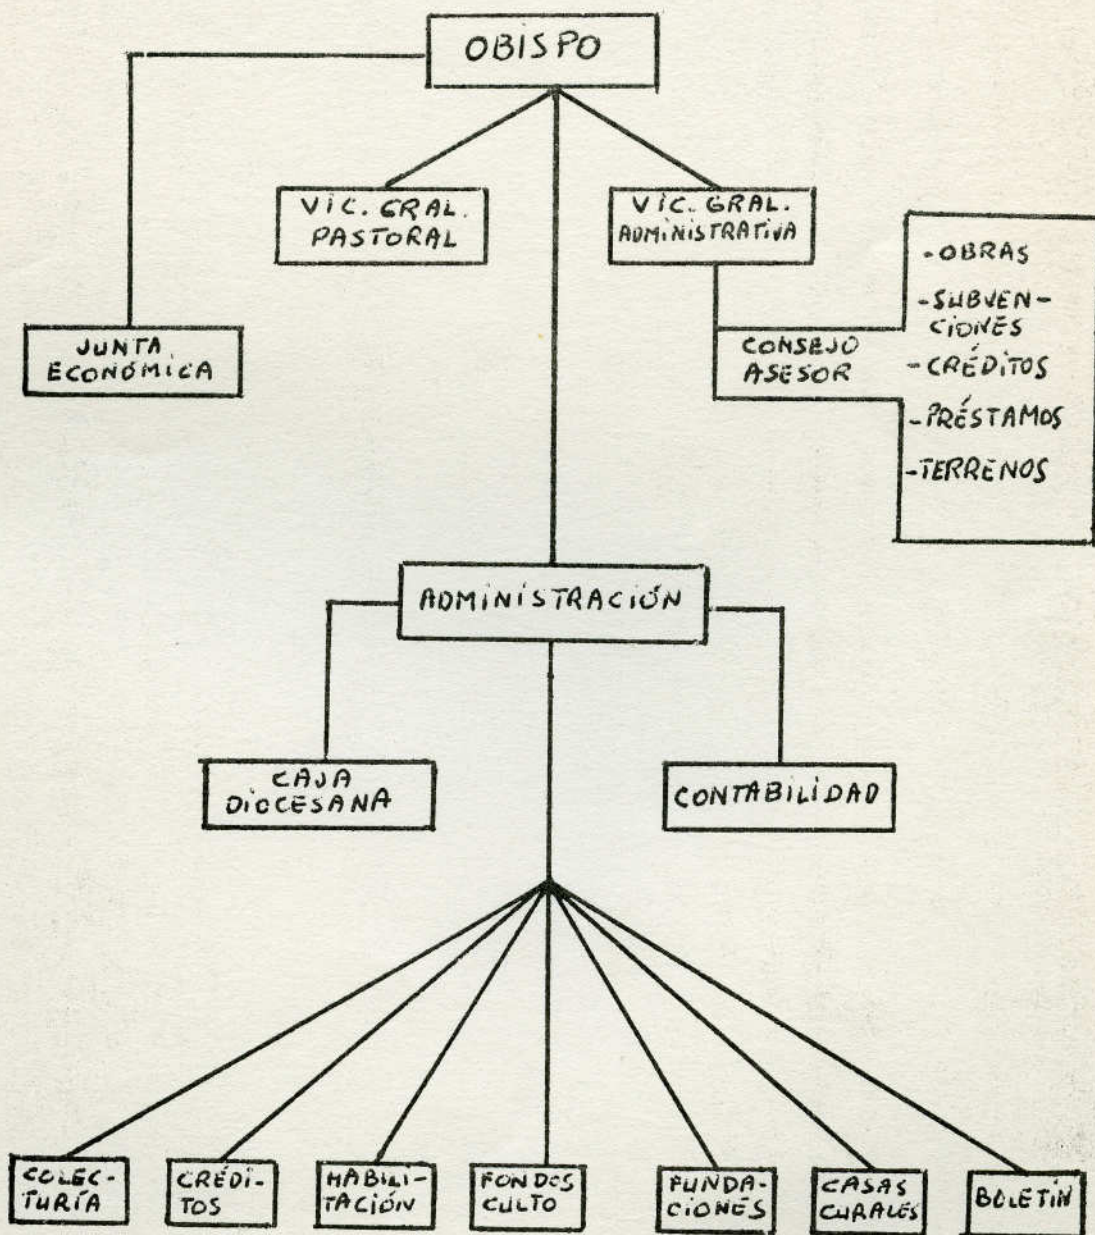 OBISPO
VIC. GRAL.
PASTORAL
VIC. GRAL.
ADMINISTRATIVA
-OBRAS
-SUBVEN-
CIONES
-CRÉDITOS
-PRÉSTAMOS
-TERRENOS
JUNTA
ECONÓMICA
CONSEJO
ASESOR
ADMINISTRACIÓN
CAJA
DIOCESANA
CONTABILIDAD
COLEC-
TURÍA
CRÉDI-
TOS
HABILI-
TACIÓN
FONDOS
CULTO
FUNDA-
CIONES
CASAS
CURALES
BOLETÍN